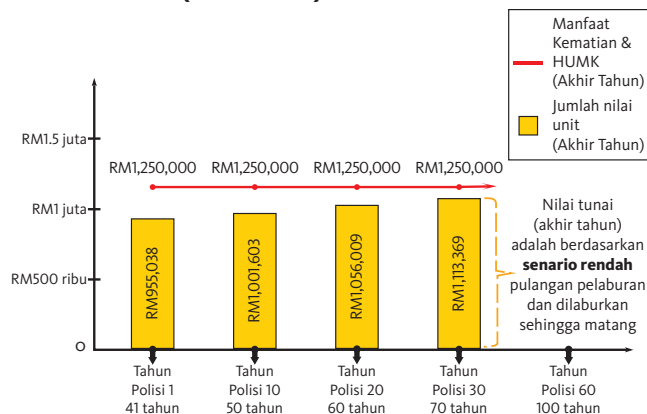 Manfaat
Kematian &
HUMK
(Akhir Tahun)
Jumlah nilai
unit
(Akhir Tahun)
RM1.5 juta
RM1 juta
RM500 ribu
0
RM1,250,000
RM1,250,000
RM1,250,000
RM1,250,000
RM955,038
RM1,001,603
RM1,056,009
RM1,113,369
Nilai tunai
(akhir tahun)
adalah berdasarkan
senario rendah
pulangan pelaburan
dan dilaburkan
sehingga matang
Tahun
Polisi 1
41 tahun
Tahun
Polisi 10
50 tahun
Tahun
Polisi 20
60 tahun
Tahun
Polisi 30
70 tahun
Tahun
Polisi 60
100 tahun